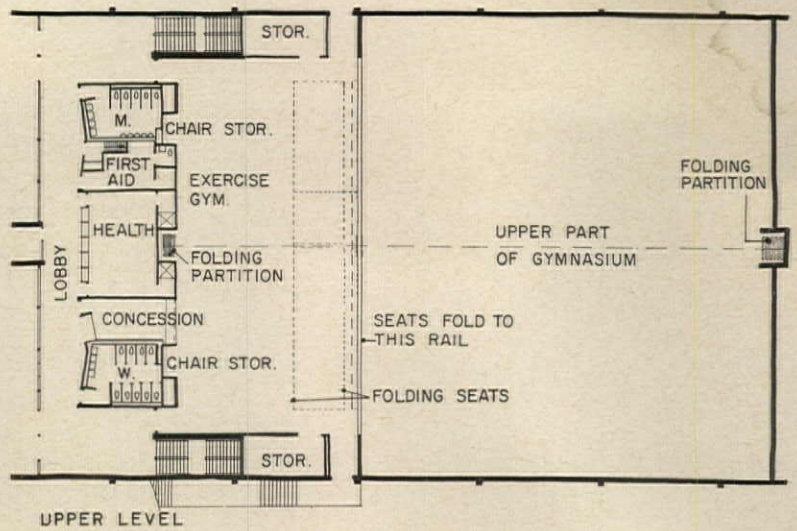 STOR.
M.
CHAIR STOR.
FIRST
AID
EXERCISE
GYM.
HEALTH
FOLDING
PARTITION
LOBBY
CONCESSION
W.
CHAIR STOR.
STOR.
UPPER LEVEL
SEATS FOLD TO
THIS RAIL
FOLDING SEATS
UPPER PART
OF GYMNASIUM
FOLDING
PARTITION